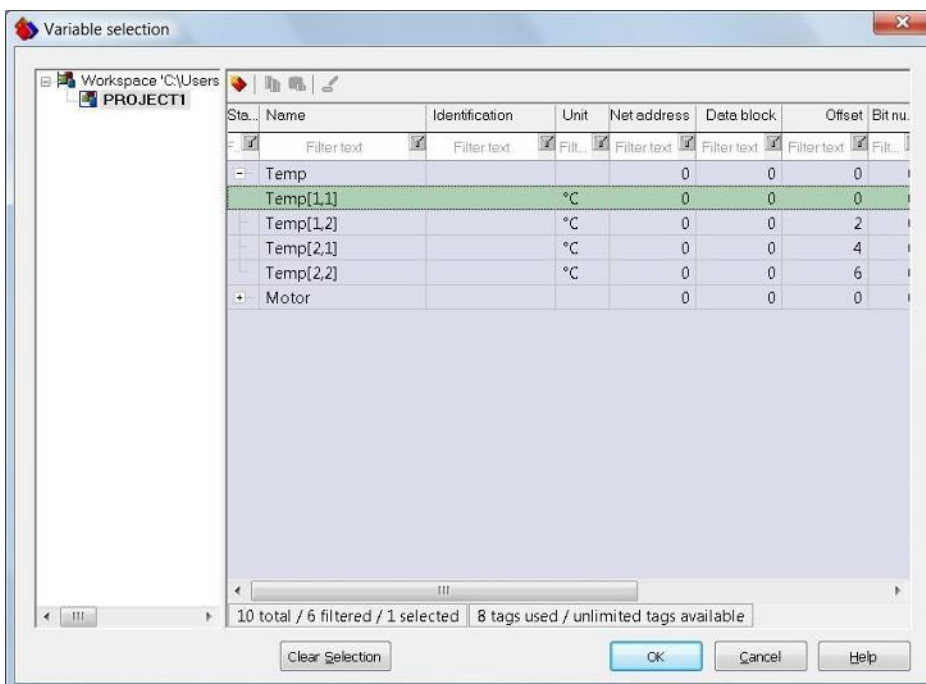 Variable selection
Workspace 'C:\Users
PROJECT1
Sta... Name Identification Unit Net address Data block Offset Bit nu.
F... Filter text Filter text Filt... Filter text Filter text Filter text Filt...
Temp 0 0 0
Temp[1,1] °C 0 0 0
Temp[1,2] °C 0 0 2
Temp[2,1] °C 0 0 4
Temp[2,2] °C 0 0 6
Motor 0 0 0
10 total / 6 filtered / 1 selected 8 tags used / unlimited tags available
Clear Selection OK Cancel Help